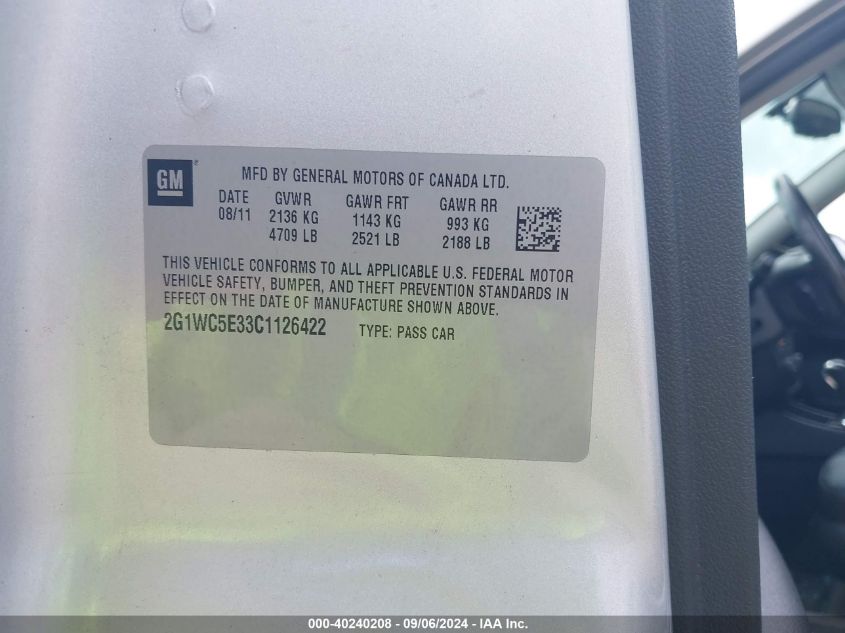 GM®
MFD BY GENERAL MOTORS OF CANADA LTD.
DATE GVWR GAWR FRT GAWR RR
08/11 2136 KG 1143 KG 993 KG
4709 LB 2521 LB 2188 LB
THIS VEHICLE CONFORMS TO ALL APPLICABLE U.S. FEDERAL MOTOR
VEHICLE SAFETY, BUMPER, AND THEFT PREVENTION STANDARDS IN
EFFECT ON THE DATE OF MANUFACTURE SHOWN ABOVE.
2G1WC5E33C1126422 TYPE: PASS CAR
000-40240208 - 09/06/2024 - IAA Inc.